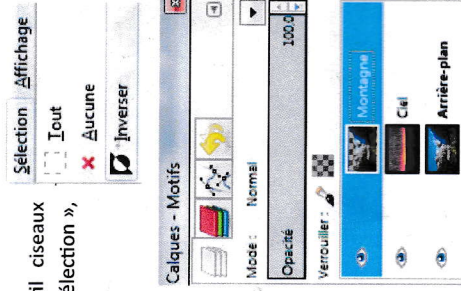 il ciseaux
élection »,
Sélection Affichage
Tout
Aucune
Inverser
Calques - Motifs
Mode : Normal
Opacité 100.0
Verrouiller :
Montagne
Ciel
Arrière-plan